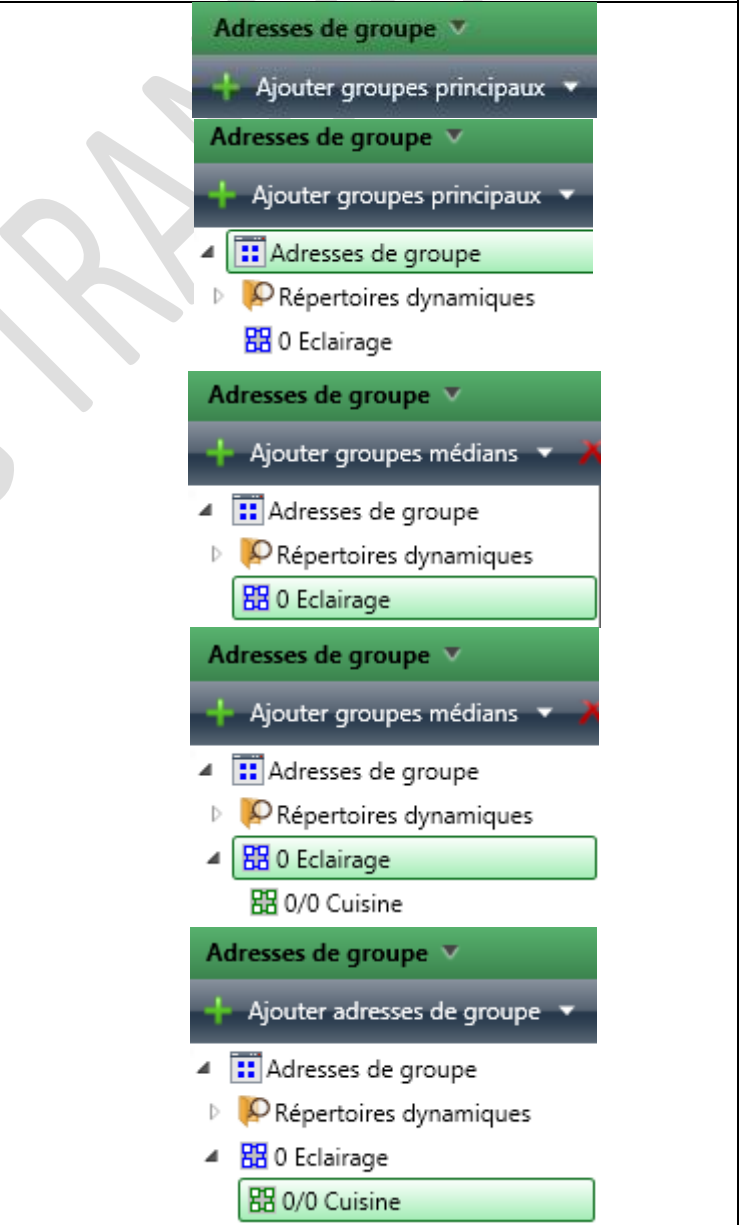 Adresses de groupe
Ajouter groupes principaux
Adresses de groupe
Ajouter groupes principaux
Adresses de groupe
Répertoires dynamiques
0 Eclairage
Adresses de groupe
Ajouter groupes médians
Adresses de groupe
Répertoires dynamiques
0 Eclairage
Adresses de groupe
Ajouter groupes médians
Adresses de groupe
Répertoires dynamiques
0 Eclairage
0/0 Cuisine
Adresses de groupe
Ajouter adresses de groupe
Adresses de groupe
Répertoires dynamiques
0 Eclairage
0/0 Cuisine